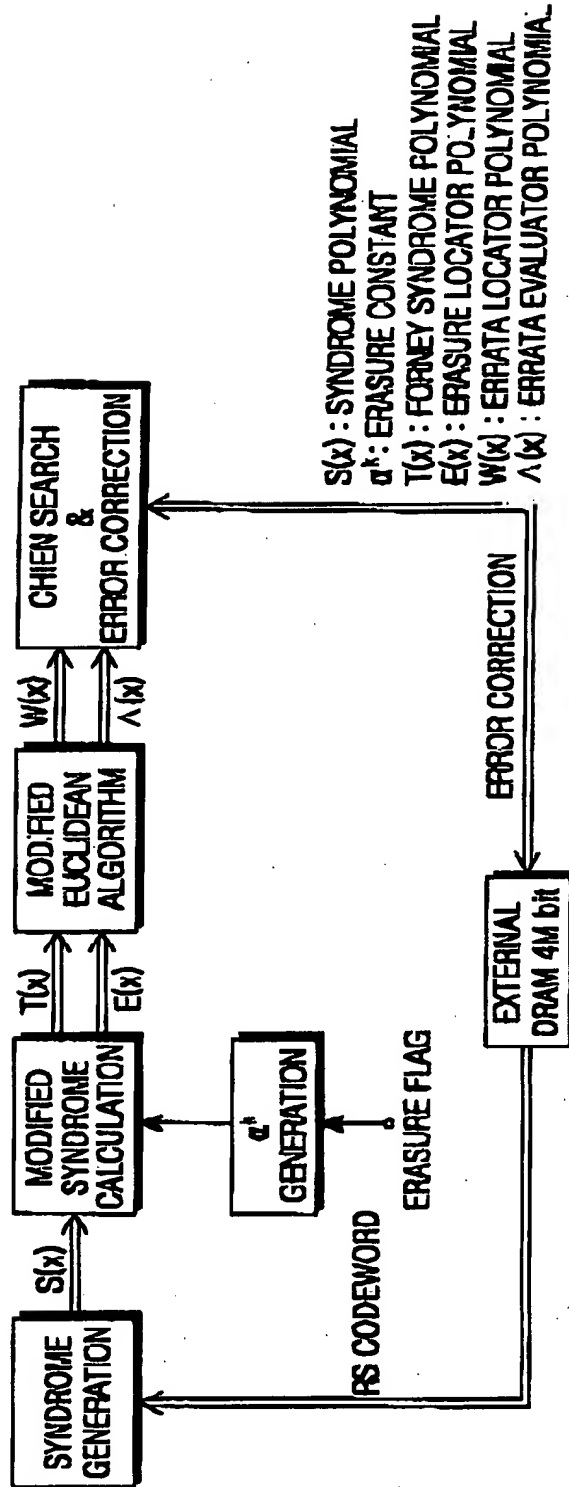 SYNDROME
GENERATION
S(x)
MODIFIED
SYNDROME
CALCULATION
T(x)
E(x)
MODIFIED
EUCLIDEAN
ALGORITHM
W(x)
Λ(x)
CHIEN SEARCH
&
ERROR CORRECTION
α^k
GENERATION
ERASURE FLAG
RS CODEWORD
EXTERNAL
DRAM 4M bit
ERROR CORRECTION
S(x) : SYNDROME POLYNOMIAL
α^k : ERASURE CONSTANT
T(x) : FORNEY SYNDROME POLYNOMIAL
E(x) : ERASURE LOCATOR POLYNOMIAL
W(x) : ERRATA LOCATOR POLYNOMIAL
Λ(x) : ERRATA EVALUATOR POLYNOMIAL